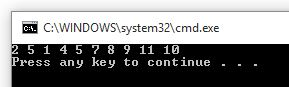 C:\WINDOWS\system32\cmd.exe
2 5 1 4 5 7 8 9 11 10
Press any key to continue . . .